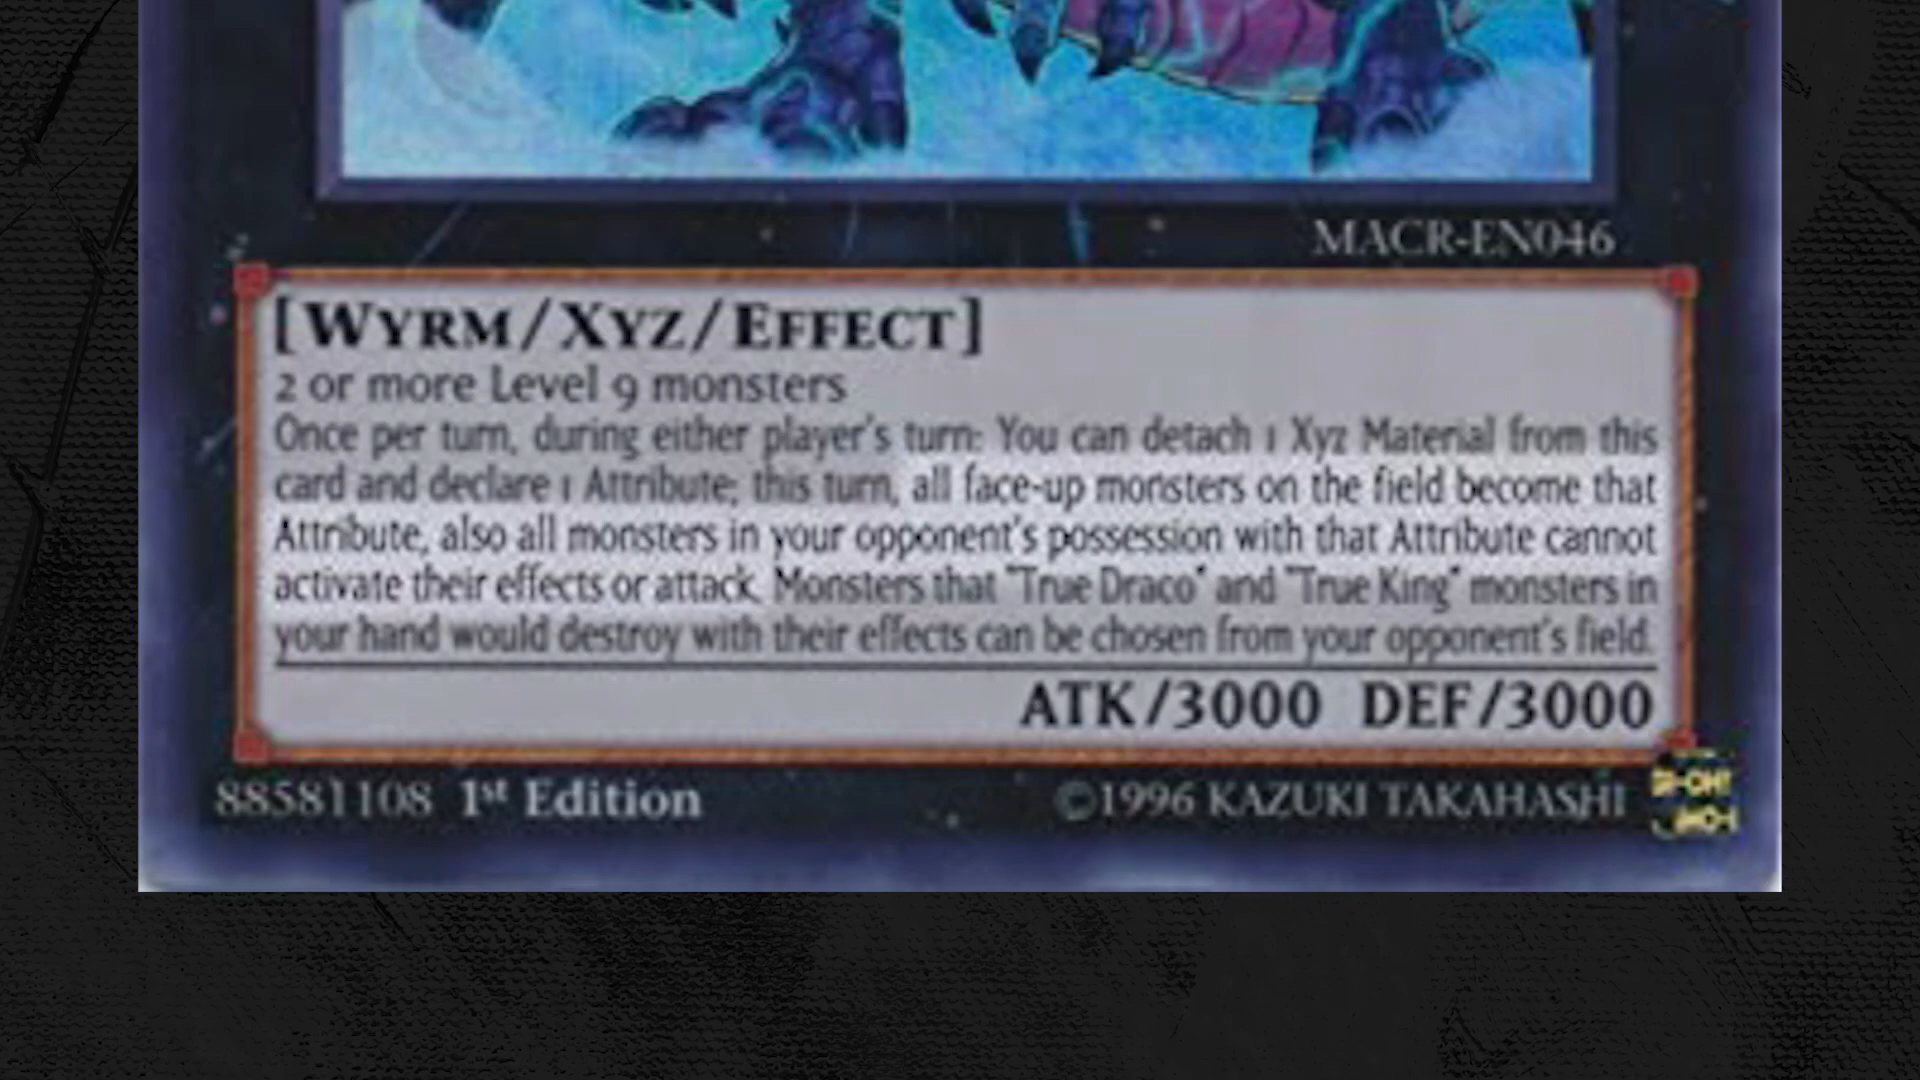 MACR-EN046
[WYRM/XYZ/EFFECT]
2 or more Level 9 monsters
Once per turn, during either player's turn: You can detach 1 Xyz Material from this
card and declare 1 Attribute; this turn, all face-up monsters on the field become that
Attribute, also all monsters in your opponent's possession with that Attribute cannot
activate their effects or attack. Monsters that "True Draco" and "True King" monsters in
your hand would destroy with their effects can be chosen from your opponent's field.
ATK/3000 DEF/3000
88581108 1st Edition ©1996 KAZUKI TAKAHASHI